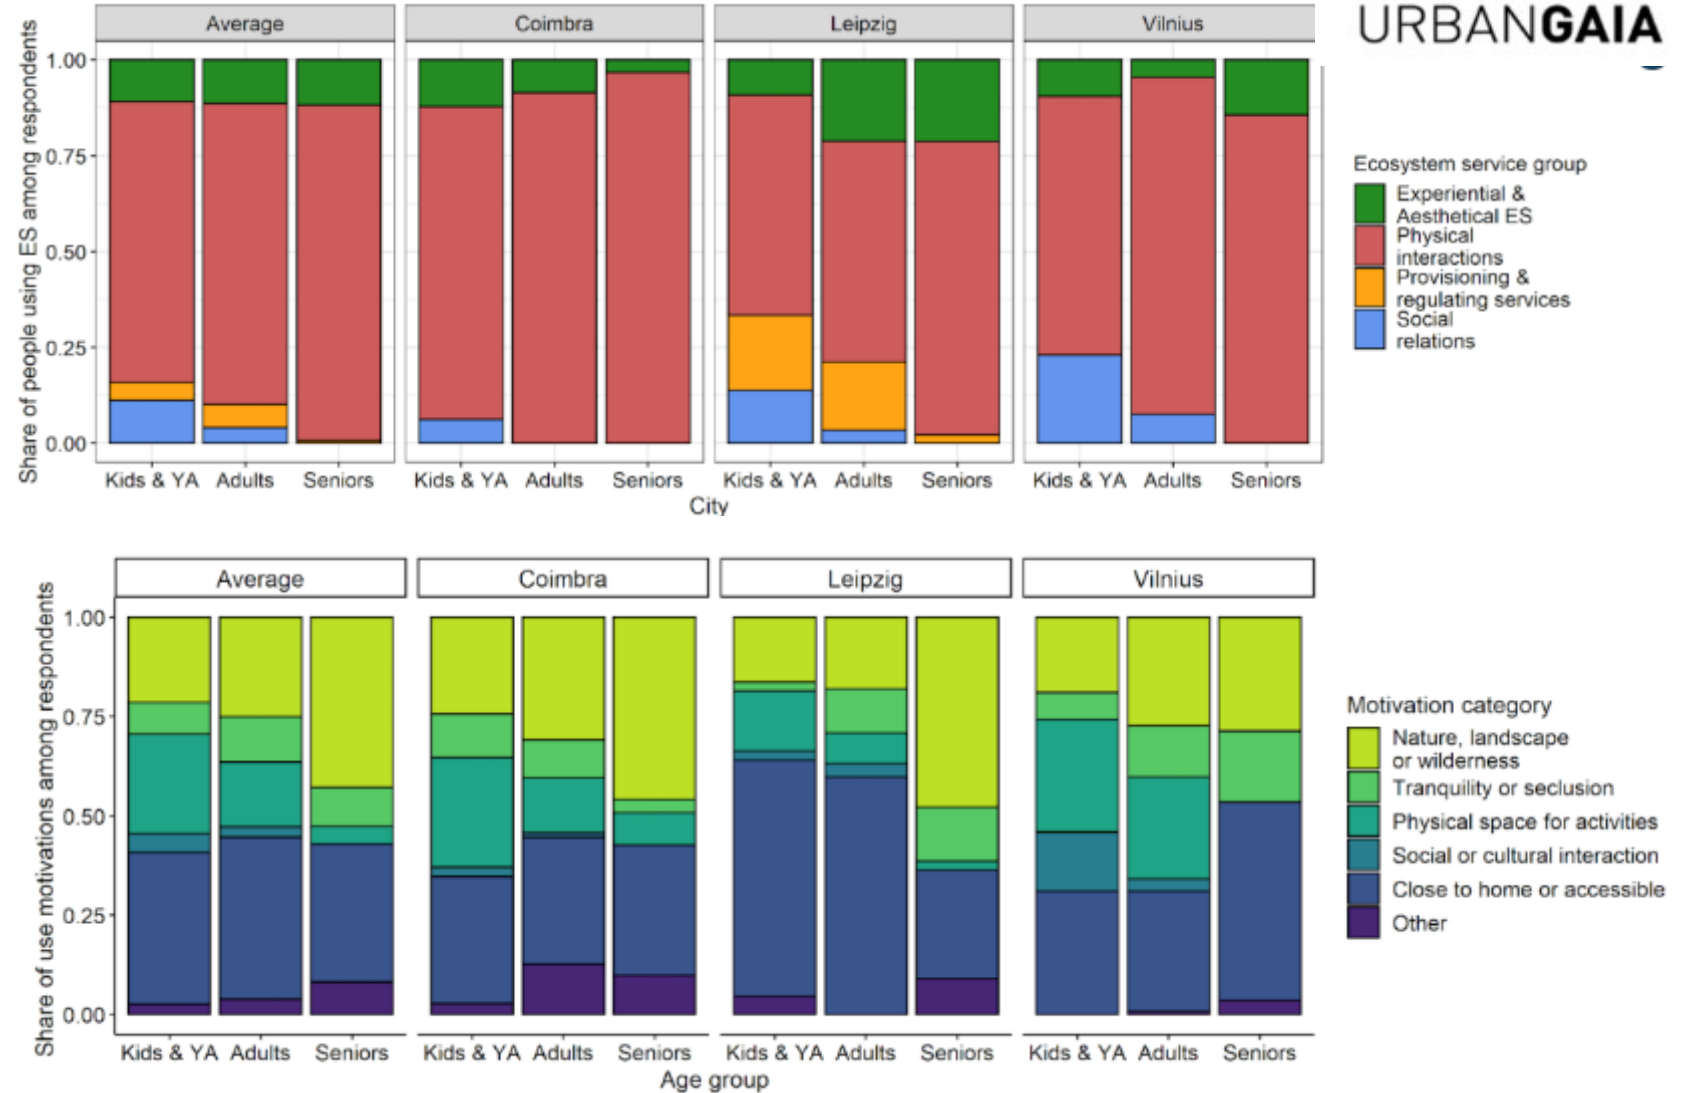 URBANGAIA
Average
Coimbra
Leipzig
Vilnius
Share of people using ES among respondents
1.00
0.75
0.50
0.25
0.00
Kids & YA Adults Seniors
Kids & YA Adults Seniors
Kids & YA Adults Seniors
Kids & YA Adults Seniors
City
Ecosystem service group
Experiential &
Aesthetical ES
Physical
interactions
Provisioning &
regulating services
Social
relations
Average
Coimbra
Leipzig
Vilnius
Share of use motivations among respondents
1.00
0.75
0.50
0.25
0.00
Kids & YA Adults Seniors
Kids & YA Adults Seniors
Kids & YA Adults Seniors
Kids & YA Adults Seniors
Age group
Motivation category
Nature, landscape
or wilderness
Tranquility or seclusion
Physical space for activities
Social or cultural interaction
Close to home or accessible
Other